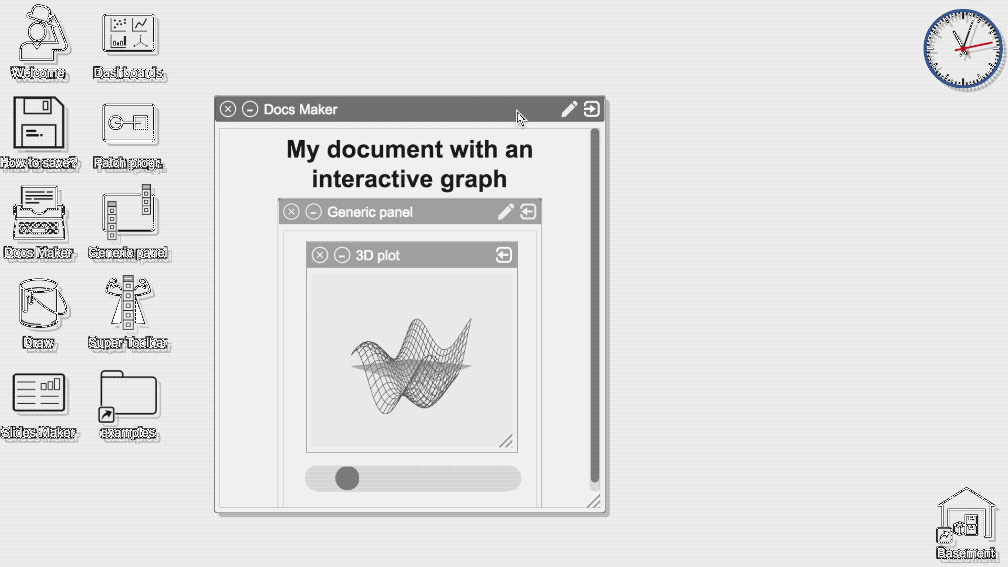 Welcome
Dashboards
How to save?
Patch progr.
Docs Maker
Generic panel
Draw
Super Toolbar
Slides Maker
examples
Docs Maker
My document with an
interactive graph
Generic panel
3D plot
Basement